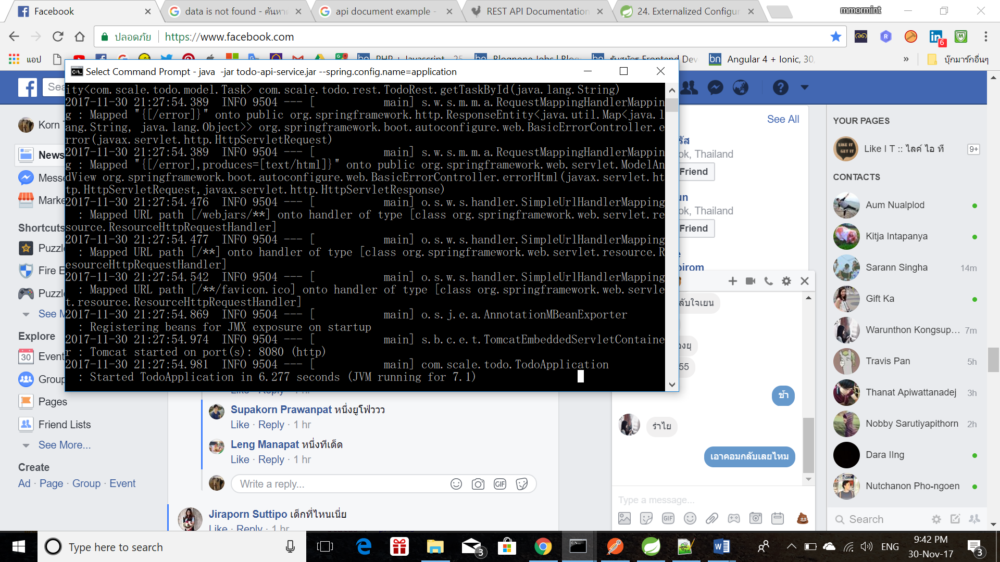 Facebook
data is not found - ค้นหาด้
api document example -
REST API Documentation
24. Externalized Configur
mmormint
ปลอดภัย
https://www.facebook.com
6
แอป
PHP + Javascript
Blognone Jobs | Blog
Frontend Dev
Angular 4 + Ionic, 30
»
บุ๊กมาร์กอื่นๆ
Select Command Prompt - java  -jar todo-api-service.jar --spring.config.name=application
ity<com.scale.todo.model.Task> com.scale.todo.rest.TodoRest.getTaskById(java.lang.String)
2017-11-30 21:27:54.389  INFO 9504 --- [           main] s.w.s.m.m.a.RequestMappingHandlerMappin
g : Mapped "{[/error]}" onto public org.springframework.http.ResponseEntity<java.util.Map<java.l
ang.String, java.lang.Object>> org.springframework.boot.autoconfigure.web.BasicErrorController.e
rror(javax.servlet.http.HttpServletRequest)
2017-11-30 21:27:54.389  INFO 9504 --- [           main] s.w.s.m.m.a.RequestMappingHandlerMappin
g : Mapped "{[/error],produces=[text/html]}" onto public org.springframework.web.servlet.ModelAn
dView org.springframework.boot.autoconfigure.web.BasicErrorController.errorHtml(javax.servlet.ht
tp.HttpServletRequest,javax.servlet.http.HttpServletResponse)
2017-11-30 21:27:54.476  INFO 9504 --- [           main] o.s.w.s.handler.SimpleUrlHandlerMapping
  : Mapped URL path [/webjars/**] onto handler of type [class org.springframework.web.servlet.re
source.ResourceHttpRequestHandler]
2017-11-30 21:27:54.477  INFO 9504 --- [           main] o.s.w.s.handler.SimpleUrlHandlerMapping
  : Mapped URL path [/**] onto handler of type [class org.springframework.web.servlet.resource.R
esourceHttpRequestHandler]
2017-11-30 21:27:54.542  INFO 9504 --- [           main] o.s.w.s.handler.SimpleUrlHandlerMapping
  : Mapped URL path [/**/favicon.ico] onto handler of type [class org.springframework.web.servle
t.resource.ResourceHttpRequestHandler]
2017-11-30 21:27:54.869  INFO 9504 --- [           main] o.s.j.e.a.AnnotationMBeanExporter
  : Registering beans for JMX exposure on startup
2017-11-30 21:27:54.974  INFO 9504 --- [           main] s.b.c.e.t.TomcatEmbeddedServletContaine
r : Tomcat started on port(s): 8080 (http)
2017-11-30 21:27:54.981  INFO 9504 --- [           main] com.scale.todo.TodoApplication
  : Started TodoApplication in 6.277 seconds (JVM running for 7.1)
Sea
Korn
News
Messe
Marke
Shortcuts
Puzzle
Fire E
Puzzl
See M
Explore
30
Event
Group
Pages
Friend Lists
See More...
Create
Ad · Page · Group · Event
Supakorn Prawanpat หนึ่งยูโฟ่ววว
Like · Reply · 1 hr
Leng Manapat หนึ่งทีเด็ด
Like · Reply · 1 hr
Write a reply...
GIF
Jiraporn Suttipo เด็กที่ไหนเนี่ย
Like · Reply · 1 hr
See All
รัส
ok, Thailand
Friend
un
ok, Thailand
Friend
e
birom
ลับใจเยน
องยุ
55
ช้า
รำไย
เอาคอมกลับเลยไหม
Type a message...
GIF
YOUR PAGES
LIKE IT
GET IT
Like I T :: ไลค์ ไอ ที
9+
CONTACTS
Aum Nualplod
Kitja Intapanya
Sarann Singha 14m
Gift Ka
Warunthon Kongsup... 7m
Travis Pan 5h
Thanat Apiwattanadej 3h
Nobby Sarutiyapithorn 2h
Dara IIng
Nutchanon Pho-ngoen
Search
Type here to search
3
ENG
9:42 PM
30-Nov-17
3